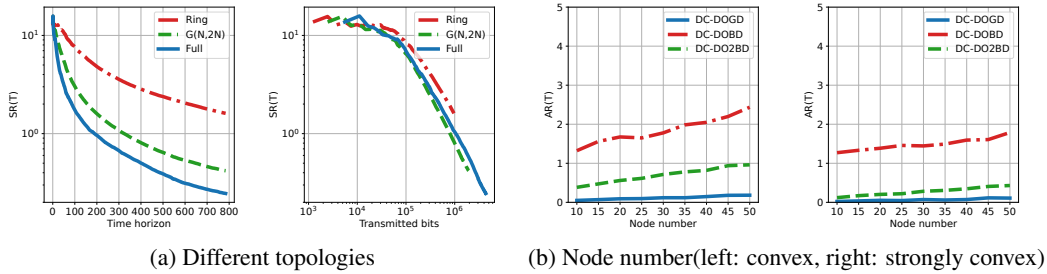 SR(T)
10¹
10⁰
Ring
G(N,2N)
Full
0 100 200 300 400 500 600 700 800
Time horizon
SR(T)
10¹
10⁰
Ring
G(N,2N)
Full
10³ 10⁴ 10⁵ 10⁶
Transmitted bits
(a) Different topologies
AR(T)
5
4
3
2
1
0
DC-DOGD
DC-DOBD
DC-DO2BD
10 15 20 25 30 35 40 45 50
Node number
AR(T)
5
4
3
2
1
0
DC-DOGD
DC-DOBD
DC-DO2BD
10 15 20 25 30 35 40 45 50
Node number
(b) Node number(left: convex, right: strongly convex)